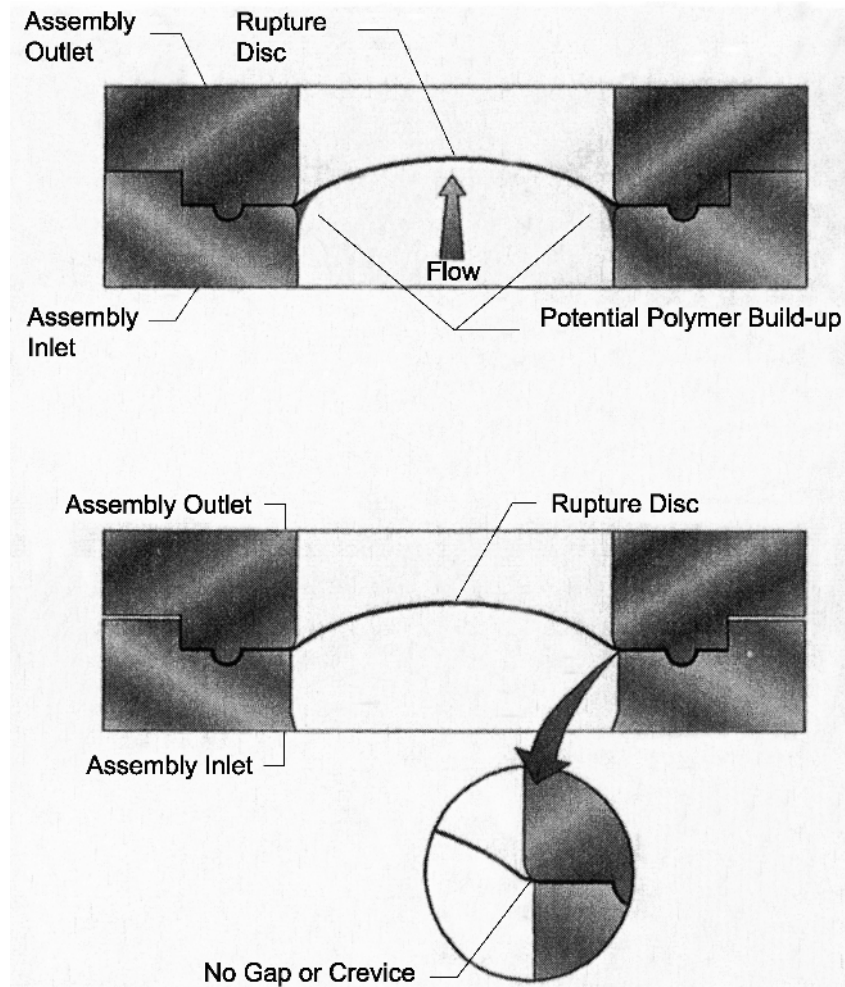 Assembly
Outlet
Rupture
Disc
Flow
Assembly
Inlet
Potential Polymer Build-up
Assembly Outlet
Rupture Disc
Assembly Inlet
No Gap or Crevice